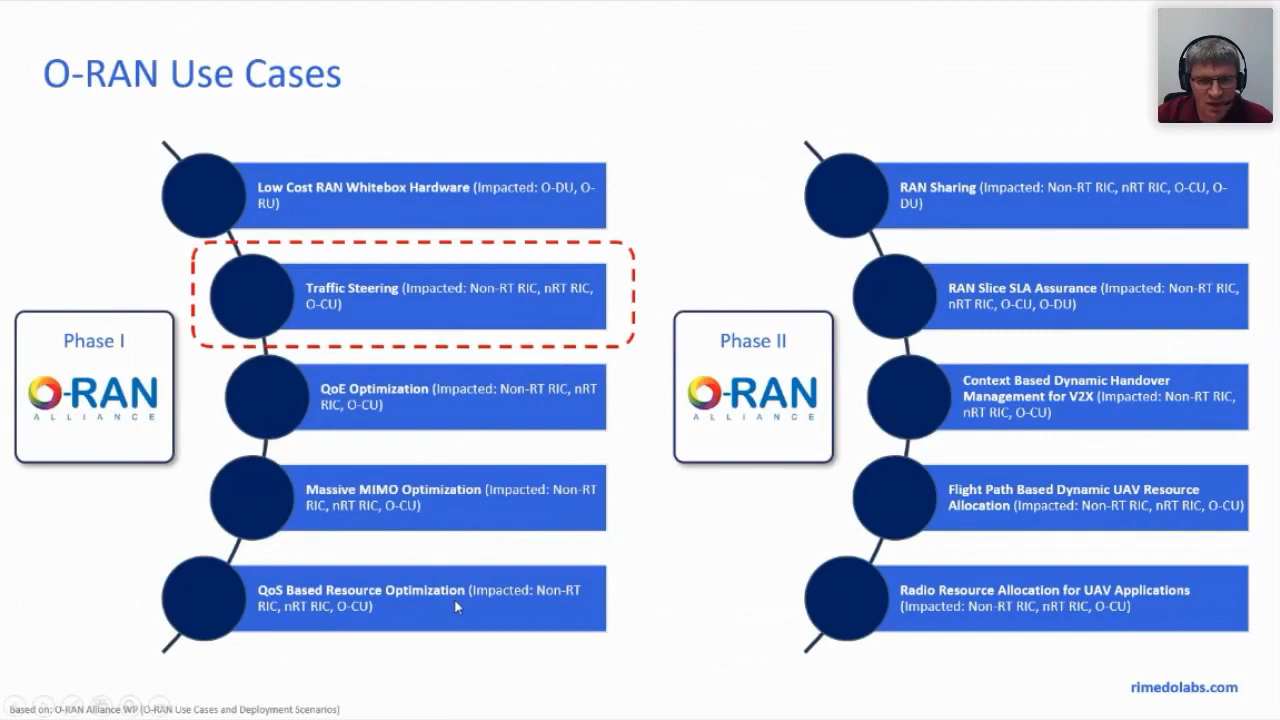 O-RAN Use Cases
Low Cost RAN Whitebox Hardware (Impacted: O-DU, O-
RU)
Traffic Steering (Impacted: Non-RT RIC, nRT RIC,
O-CU)
Phase I
O-RAN
ALLIANCE
QoE Optimization (Impacted: Non-RT RIC, nRT
RIC, O-CU)
Massive MIMO Optimization (Impacted: Non-RT
RIC, nRT RIC, O-CU)
QoS Based Resource Optimization (Impacted: Non-RT
RIC, nRT RIC, O-CU)
RAN Sharing (Impacted: Non-RT RIC, nRT RIC, O-CU, O-
DU)
RAN Slice SLA Assurance (Impacted: Non-RT RIC,
nRT RIC, O-CU, O-DU)
Phase II
O-RAN
ALLIANCE
Context Based Dynamic Handover
Management for V2X (Impacted: Non-RT RIC,
nRT RIC, O-CU)
Flight Path Based Dynamic UAV Resource
Allocation (Impacted: Non-RT RIC, nRT RIC, O-CU)
Radio Resource Allocation for UAV Applications
(Impacted: Non-RT RIC, nRT RIC, O-CU)
rimedolabs.com
Based on: O-RAN Alliance WP (O-RAN Use Cases and Deployment Scenarios)